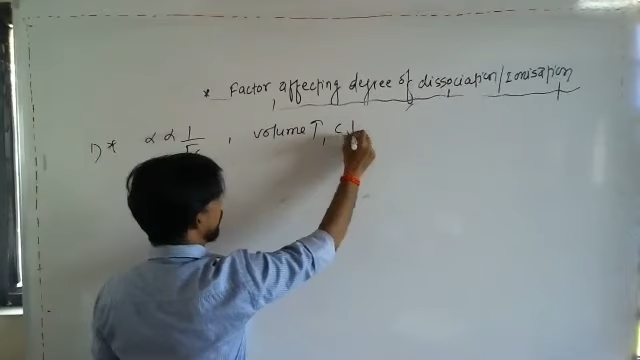 * Factor affecting degree of dissociation/Ionisation
1) * α α 1/√c , volume ↑, c↓